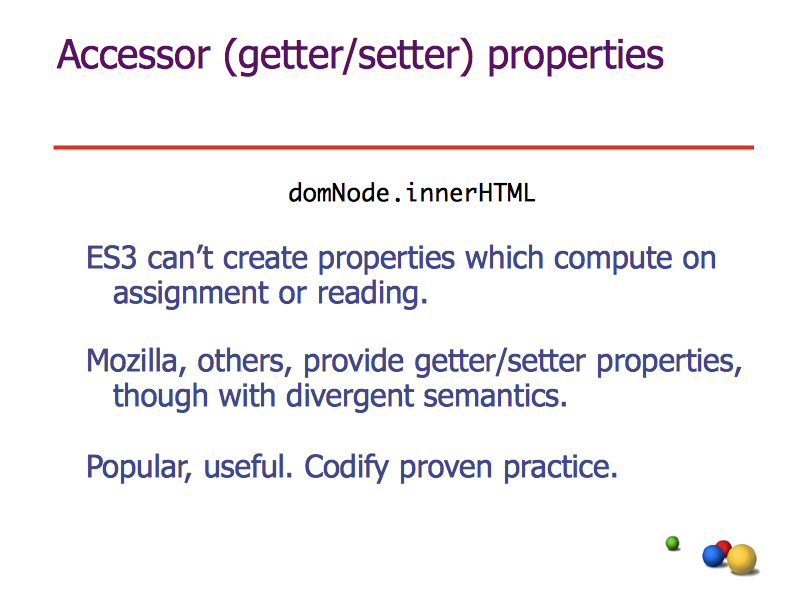 Accessor (getter/setter) properties
domNode.innerHTML
ES3 can’t create properties which compute on
assignment or reading.
Mozilla, others, provide getter/setter properties,
though with divergent semantics.
Popular, useful. Codify proven practice.